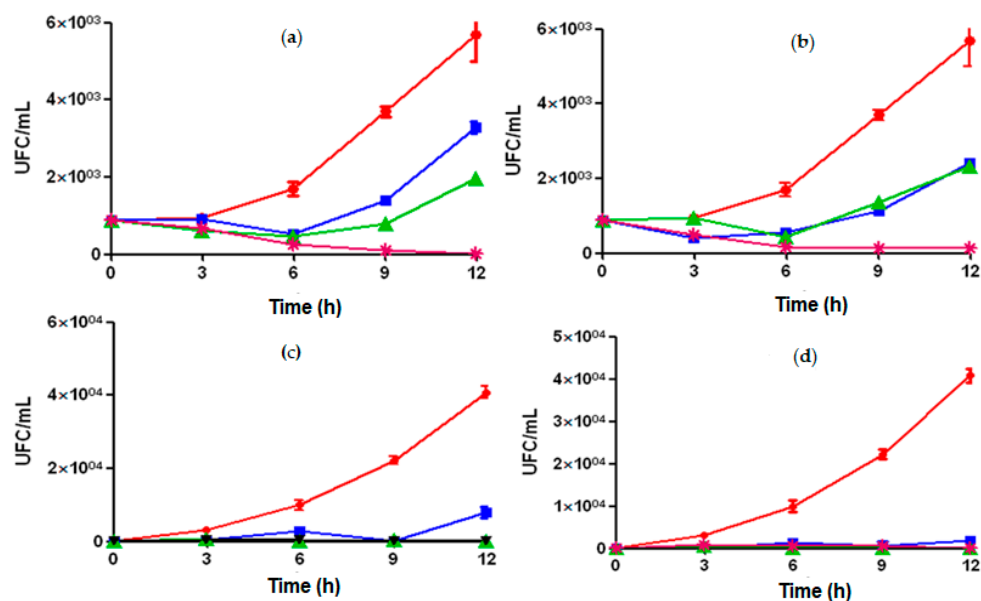 (a)
UFC/mL
6×10⁰³
4×10⁰³
2×10⁰³
0
0 3 6 9 12
Time (h)
(b)
UFC/mL
6×10⁰³
4×10⁰³
2×10⁰³
0
0 3 6 9 12
Time (h)
(c)
UFC/mL
6×10⁰⁴
4×10⁰⁴
2×10⁰⁴
0
0 3 6 9 12
Time (h)
(d)
UFC/mL
5×10⁰⁴
4×10⁰⁴
2×10⁰⁴
1×10⁰⁴
0
0 3 6 9 12
Time (h)